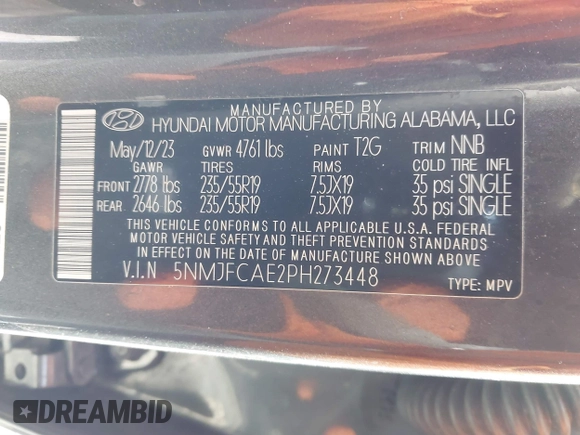 MANUFACTURED BY
HYUNDAI MOTOR MANUFACTURING ALABAMA, LLC
May/12/23 GVWR 4761 lbs PAINT T2G TRIM NNB
GAWR TIRES RIMS COLD TIRE INFL
FRONT 2778 lbs 235/55R19 7.5JX19 35 psi SINGLE
REAR 2646 lbs 235/55R19 7.5JX19 35 psi SINGLE
THIS VEHICLE CONFORMS TO ALL APPLICABLE U.S.A. FEDERAL
MOTOR VEHICLE SAFETY AND THEFT PREVENTION STANDARDS
IN EFFECT ON THE DATE OF MANUFACTURE SHOWN ABOVE.
V.I.N 5NMJFCAE2PH273448 TYPE: MPV
DREAMBID